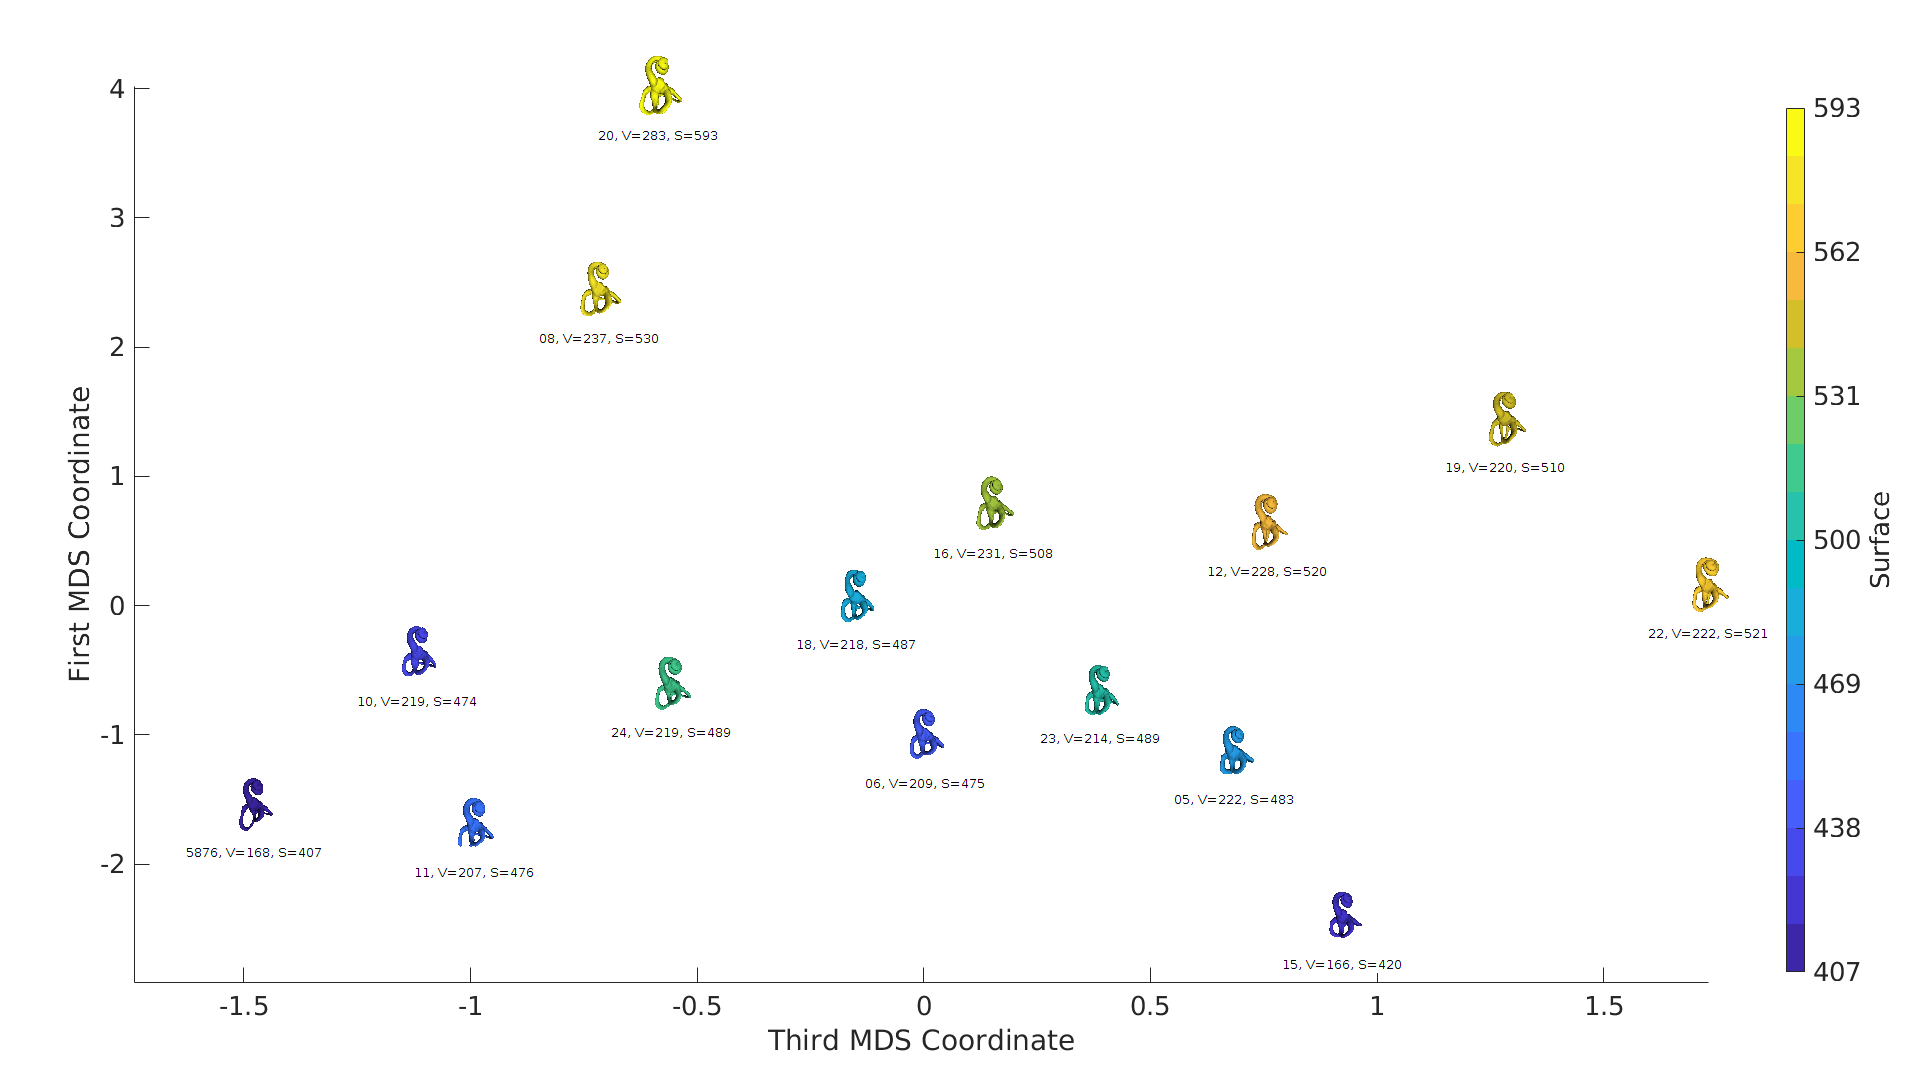 4
3
2
1
0
-1
-2
First MDS Coordinate
20, V=283, S=593
08, V=237, S=530
19, V=220, S=510
16, V=231, S=508
12, V=228, S=520
22, V=222, S=521
18, V=218, S=487
10, V=219, S=474
24, V=219, S=489
23, V=214, S=489
06, V=209, S=475
05, V=222, S=483
5876, V=168, S=407
11, V=207, S=476
15, V=166, S=420
-1.5 -1 -0.5 0 0.5 1 1.5
Third MDS Coordinate
593
562
531
500
469
438
407
Surface